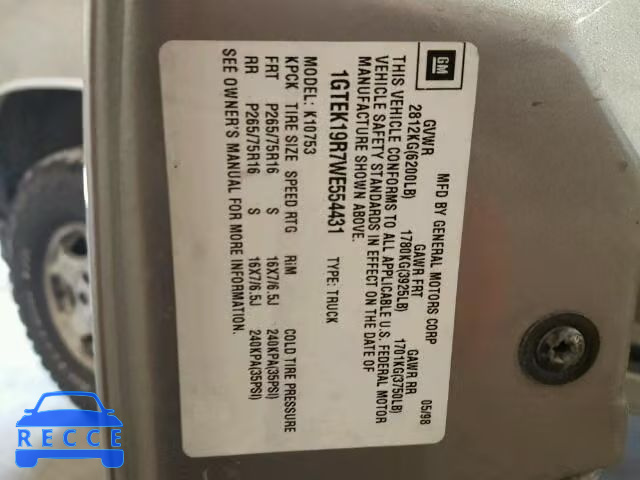 GM
MFD BY GENERAL MOTORS CORP 05/98
GVWR GAWR FRT GAWR RR
2812KG(6200LB) 1780KG(3925LB) 1701KG(3750LB)
THIS VEHICLE CONFORMS TO ALL APPLICABLE U.S. FEDERAL MOTOR
VEHICLE SAFETY STANDARDS IN EFFECT ON THE DATE OF
MANUFACTURE SHOWN ABOVE.
1GTEK19R7WE554431 TYPE: TRUCK
MODEL: K10753
KPCK TIRE SIZE SPEED RTG RIM COLD TIRE PRESSURE
FRT P265/75R16 S 16X7/6.5J 240KPA(35PSI)
RR P265/75R16 S 16X7/6.5J 240KPA(35PSI)
SEE OWNER'S MANUAL FOR MORE INFORMATION.
RECCE